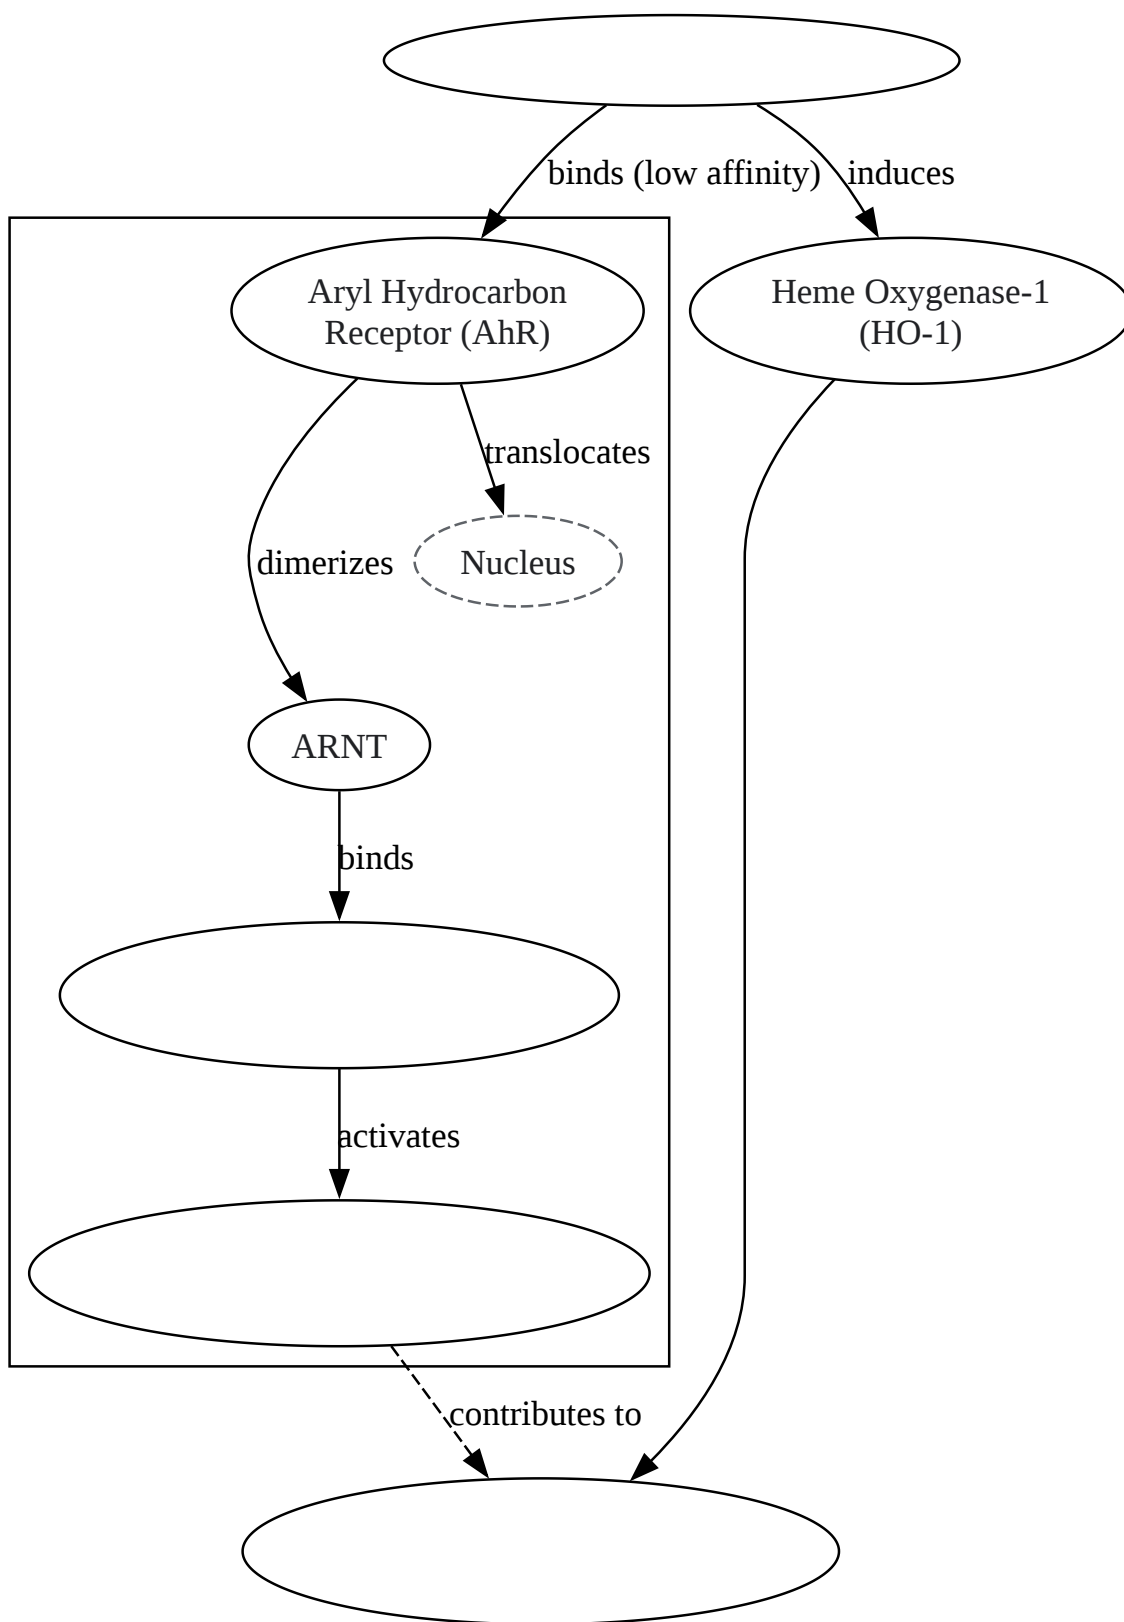 binds (low affinity)
induces
Aryl Hydrocarbon
Receptor (AhR)
Heme Oxygenase-1
(HO-1)
translocates
dimerizes
Nucleus
ARNT
binds
activates
contributes to